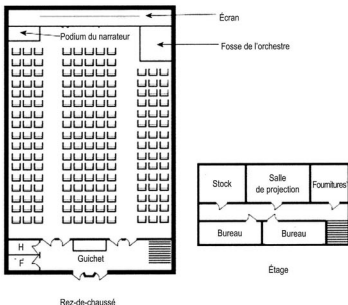 Écran
Podium du narrateur
Fosse de l'orchestre
Stock
Salle
de projection
Fournitures
Bureau
Bureau
H
F
Guichet
Étage
Rez-de-chaussé